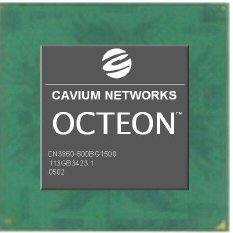 CAVIUM NETWORKS
OCTEON™
CN3860-600BG1500
113GB3423.1
0502